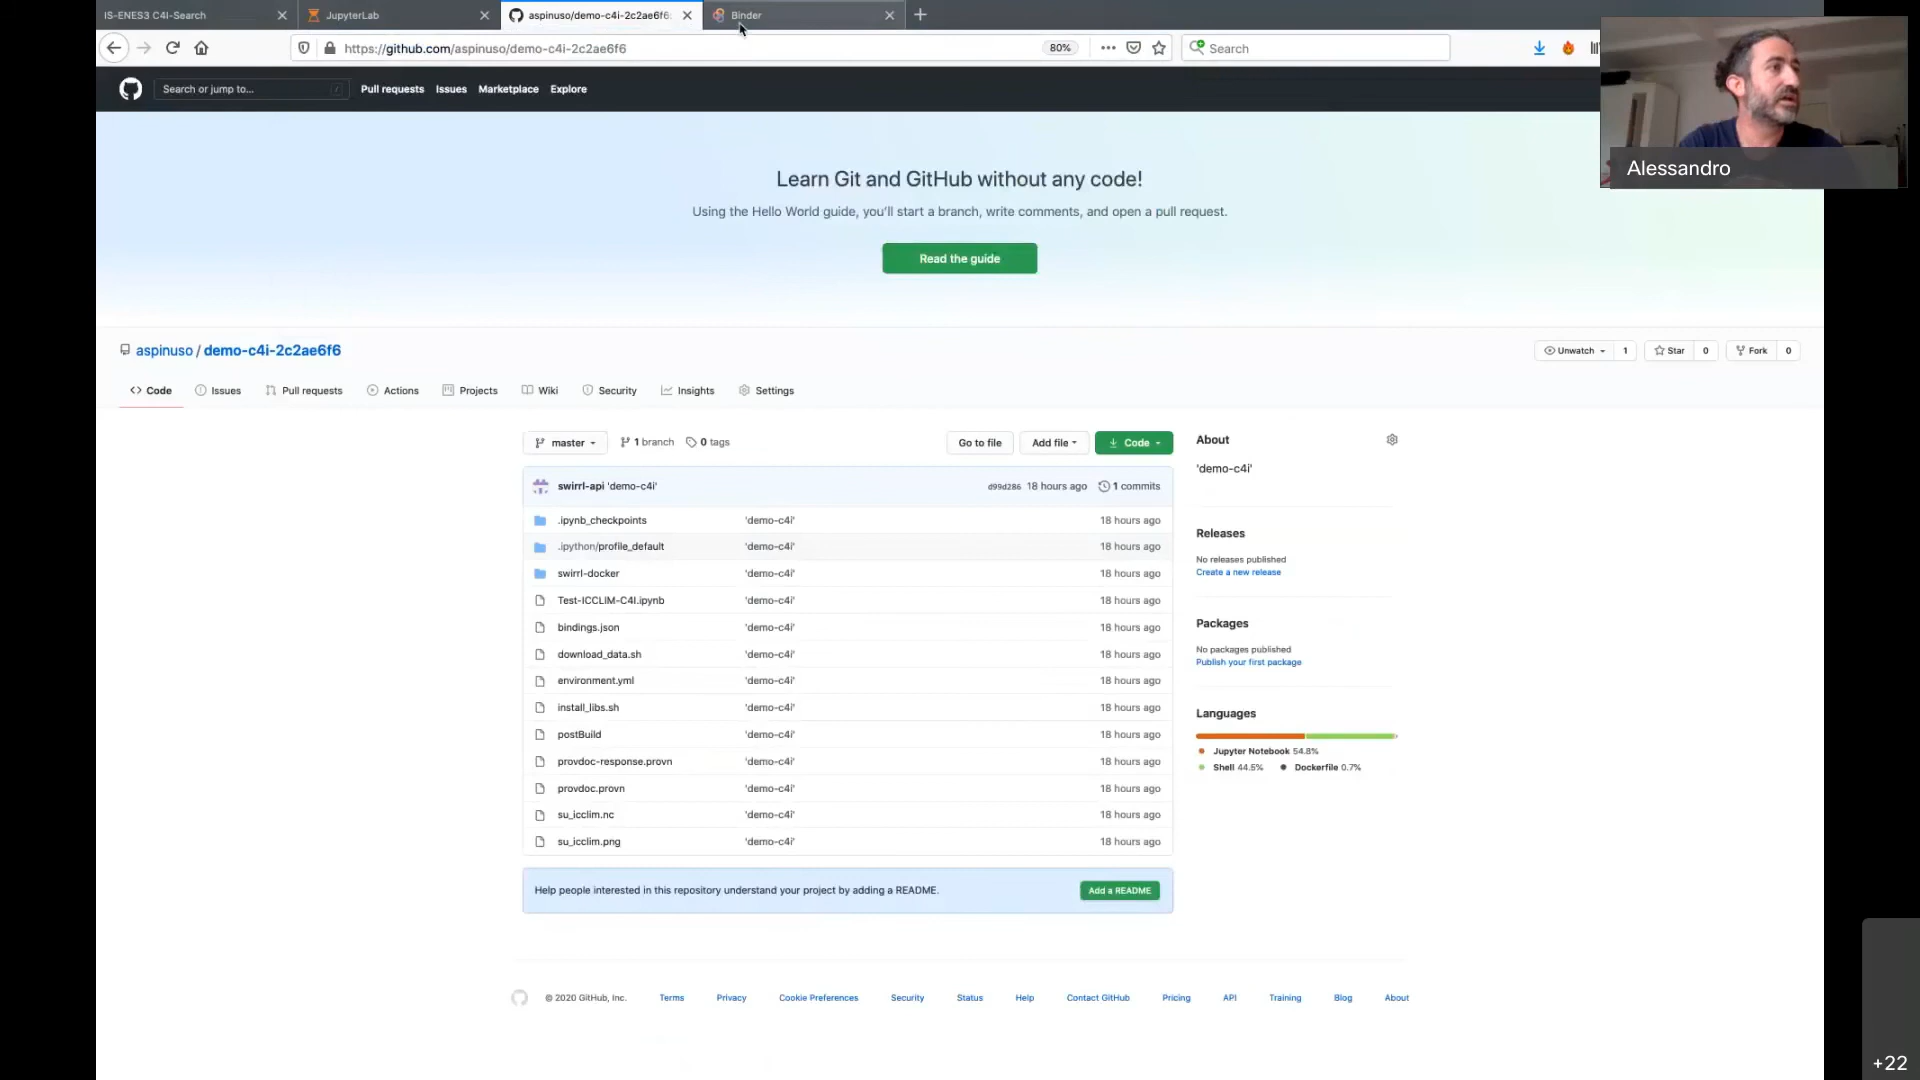 IS-ENES3 C4I-Search
JupyterLab
aspinuso/demo-c4i-2c2ae6f6
Binder
https://github.com/aspinuso/demo-c4i-2c2ae6f6
80%
Search
Search or jump to...
/
Pull requests
Issues
Marketplace
Explore
Alessandro
Learn Git and GitHub without any code!
Using the Hello World guide, you'll start a branch, write comments, and open a pull request.
Read the guide
aspinuso / demo-c4i-2c2ae6f6
Unwatch 1
Star 0
Fork 0
Code
Issues
Pull requests
Actions
Projects
Wiki
Security
Insights
Settings
master
1 branch
0 tags
Go to file
Add file
Code
About
'demo-c4i'
swirrl-api 'demo-c4i' d99d286 18 hours ago 1 commits
.ipynb_checkpoints 'demo-c4i' 18 hours ago
.ipython/profile_default 'demo-c4i' 18 hours ago
swirrl-docker 'demo-c4i' 18 hours ago
Test-ICCLIM-C4I.ipynb 'demo-c4i' 18 hours ago
bindings.json 'demo-c4i' 18 hours ago
download_data.sh 'demo-c4i' 18 hours ago
environment.yml 'demo-c4i' 18 hours ago
install_libs.sh 'demo-c4i' 18 hours ago
postBuild 'demo-c4i' 18 hours ago
provdoc-response.provn 'demo-c4i' 18 hours ago
provdoc.provn 'demo-c4i' 18 hours ago
su_icclim.nc 'demo-c4i' 18 hours ago
su_icclim.png 'demo-c4i' 18 hours ago
Releases
No releases published
Create a new release
Packages
No packages published
Publish your first package
Languages
Jupyter Notebook 54.8%
Shell 44.5% Dockerfile 0.7%
Help people interested in this repository understand your project by adding a README.
Add a README
© 2020 GitHub, Inc.
Terms
Privacy
Cookie Preferences
Security
Status
Help
Contact GitHub
Pricing
API
Training
Blog
About
+22